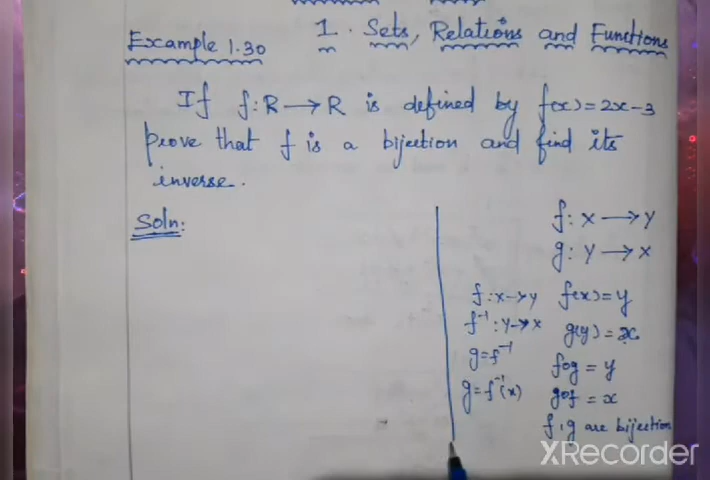 1. Sets, Relations and Functions
Example 1.30
If f: R → R is defined by f(x) = 2x-3
prove that f is a bijection and find its
inverse.
Soln:
f: X → Y
g: Y → X
f: X → Y
f⁻¹: Y → X
g = f⁻¹
g = f⁻¹(x)
f(x) = y
g(y) = x
fog = y
gof = x
f, g are bijection
XRecorder